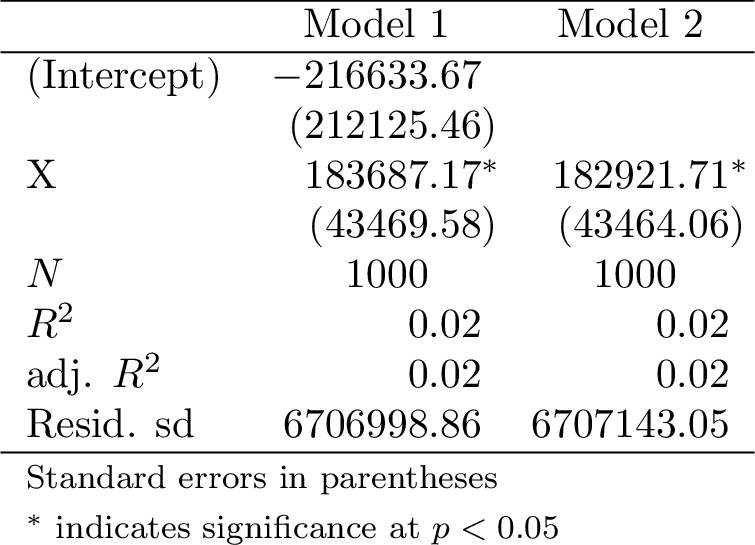 Model 1 Model 2
(Intercept) −216633.67
(212125.46)
X 183687.17* 182921.71*
(43469.58) (43464.06)
N 1000 1000
R² 0.02 0.02
adj. R² 0.02 0.02
Resid. sd 6706998.86 6707143.05
Standard errors in parentheses
* indicates significance at p < 0.05